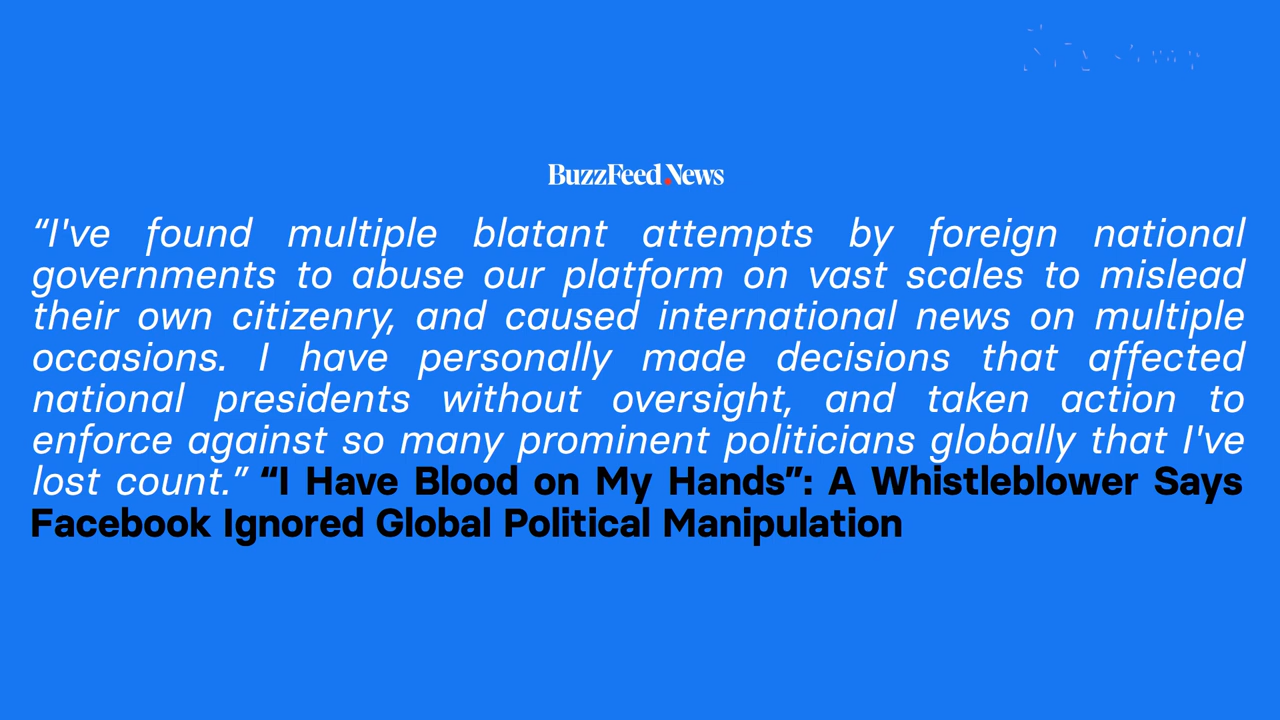 BuzzFeed News
“I've found multiple blatant attempts by foreign national
governments to abuse our platform on vast scales to mislead
their own citizenry, and caused international news on multiple
occasions. I have personally made decisions that affected
national presidents without oversight, and taken action to
enforce against so many prominent politicians globally that I've
lost count.” “I Have Blood on My Hands”: A Whistleblower Says
Facebook Ignored Global Political Manipulation